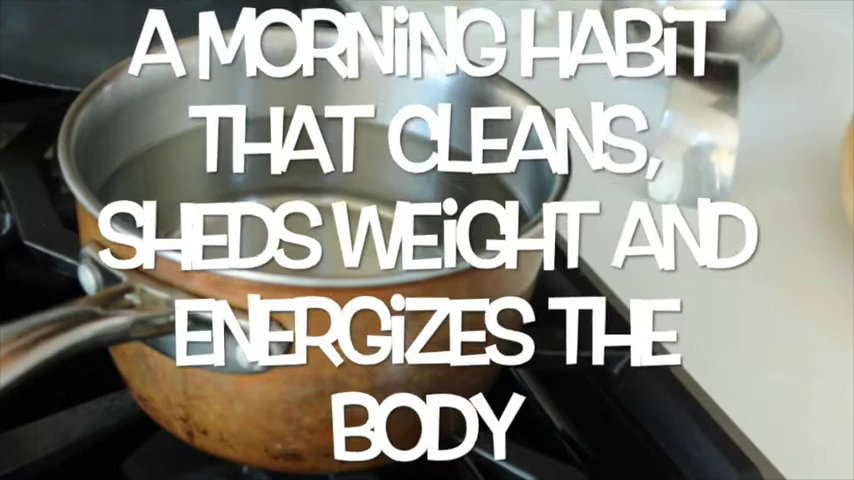 A MORNiNG HABiT
THAT CLEANS,
SHEDS WEiGHT AND
ENERGiZES THE
BODY